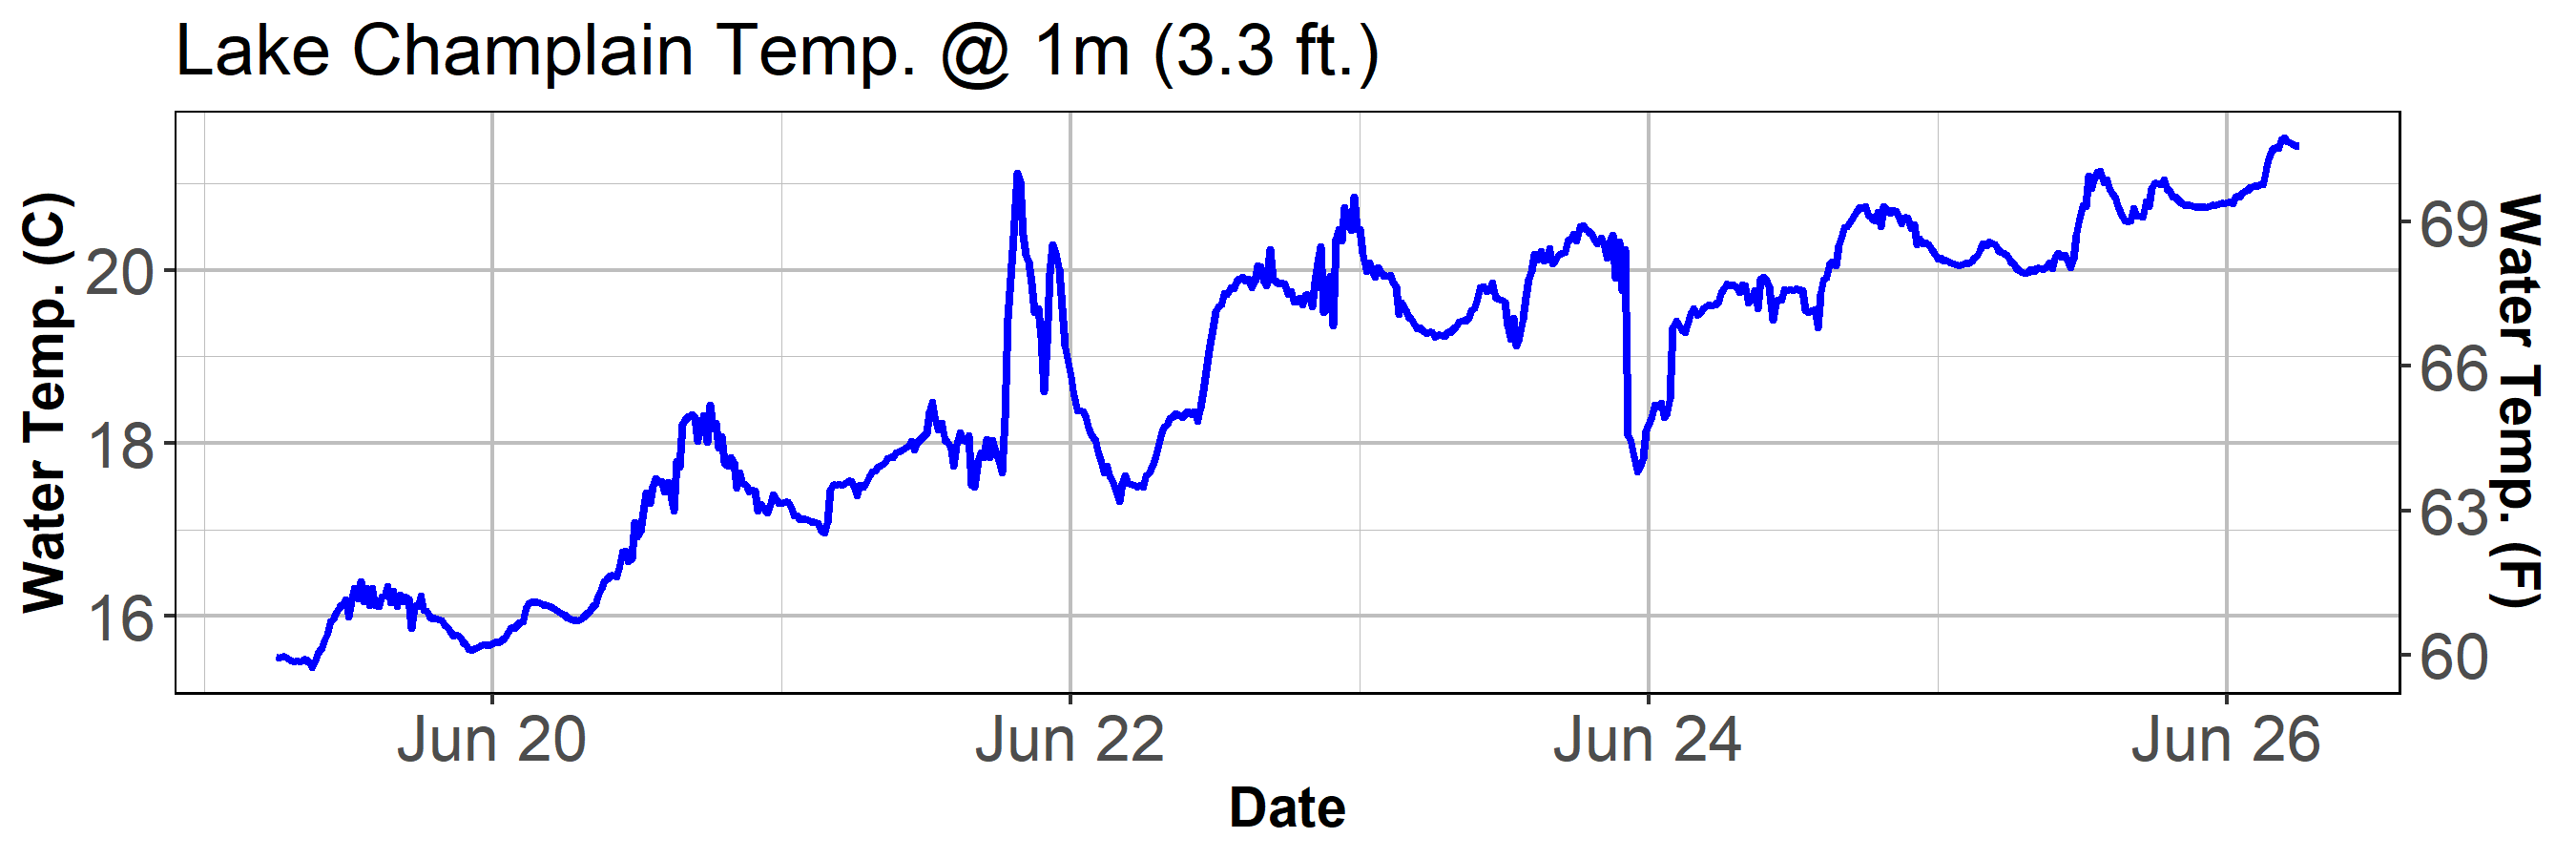 Lake Champlain Temp. @ 1m (3.3 ft.)
Water Temp. (C)
20
18
16
69
66
63
60
Water Temp. (F)
Jun 20 Jun 22 Jun 24 Jun 26
Date